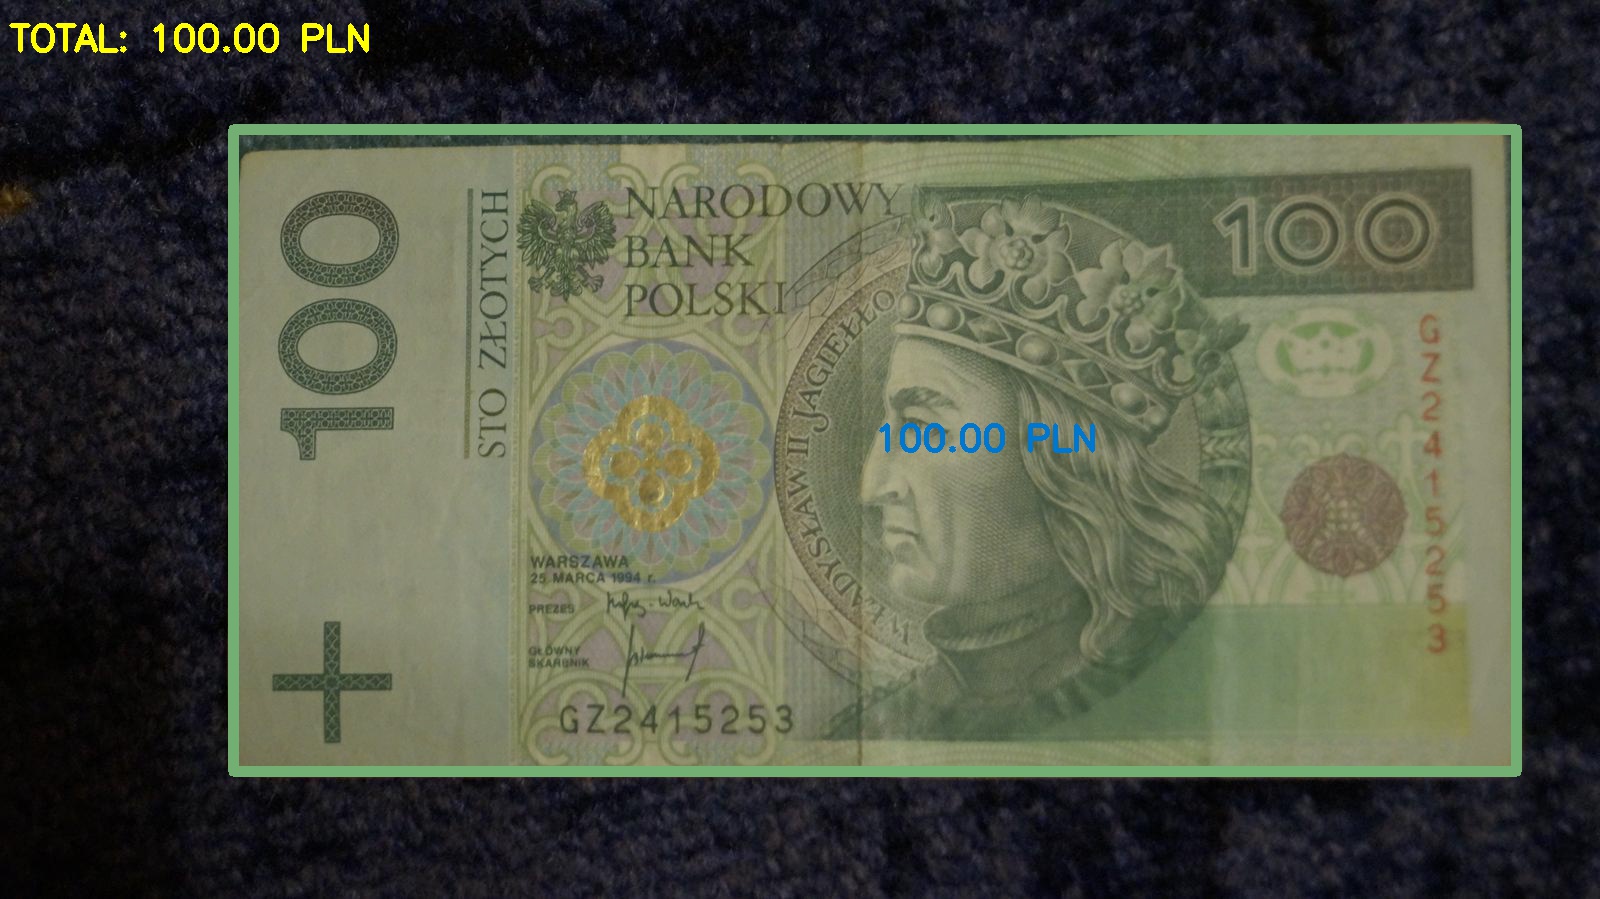 TOTAL: 100.00 PLN
100
STO ZŁOTYCH
NARODOWY
BANK
POLSKI
100
WŁADYSŁAW II JAGIEŁŁO
100.00 PLN
GZ2415253
WARSZAWA
25 MARCA 1994 r.
PREZES
GŁÓWNY
SKARBNIK
GZ2415253